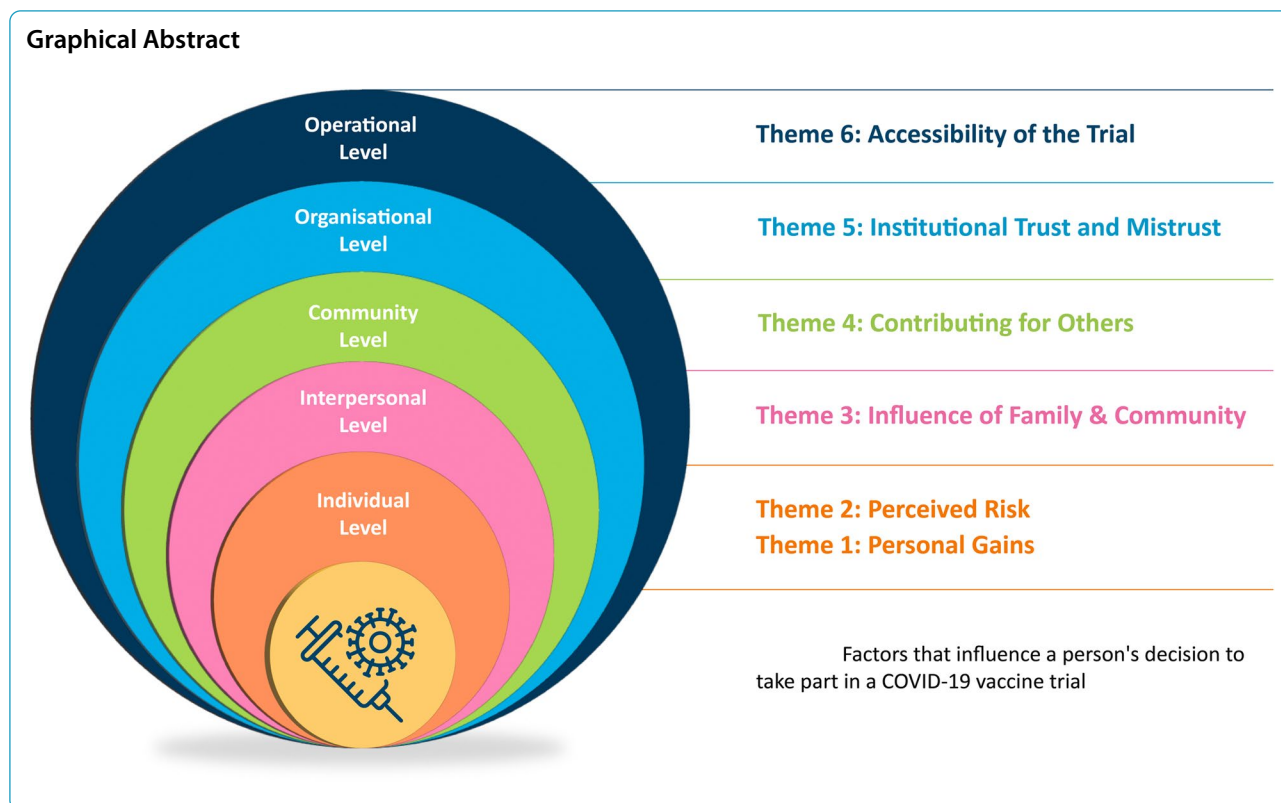 Graphical Abstract
Operational
Level
Theme 6: Accessibility of the Trial
Organisational
Level
Theme 5: Institutional Trust and Mistrust
Community
Level
Theme 4: Contributing for Others
Interpersonal
Level
Theme 3: Influence of Family & Community
Individual
Level
Theme 2: Perceived Risk
Theme 1: Personal Gains
Factors that influence a person's decision to
take part in a COVID-19 vaccine trial